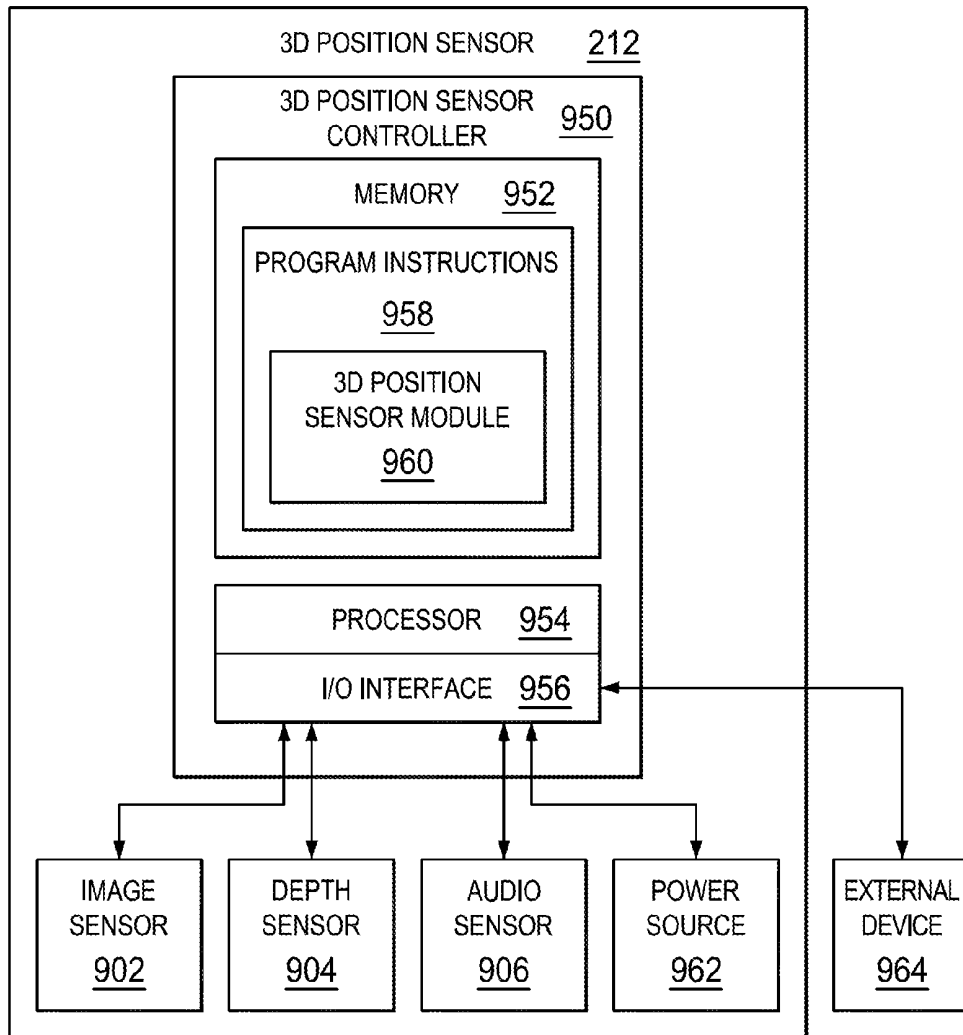 3D POSITION SENSOR 212
3D POSITION SENSOR
CONTROLLER 950
MEMORY 952
PROGRAM INSTRUCTIONS
958
3D POSITION
SENSOR MODULE
960
PROCESSOR 954
I/O INTERFACE 956
IMAGE
SENSOR
902
DEPTH
SENSOR
904
AUDIO
SENSOR
906
POWER
SOURCE
962
EXTERNAL
DEVICE
964